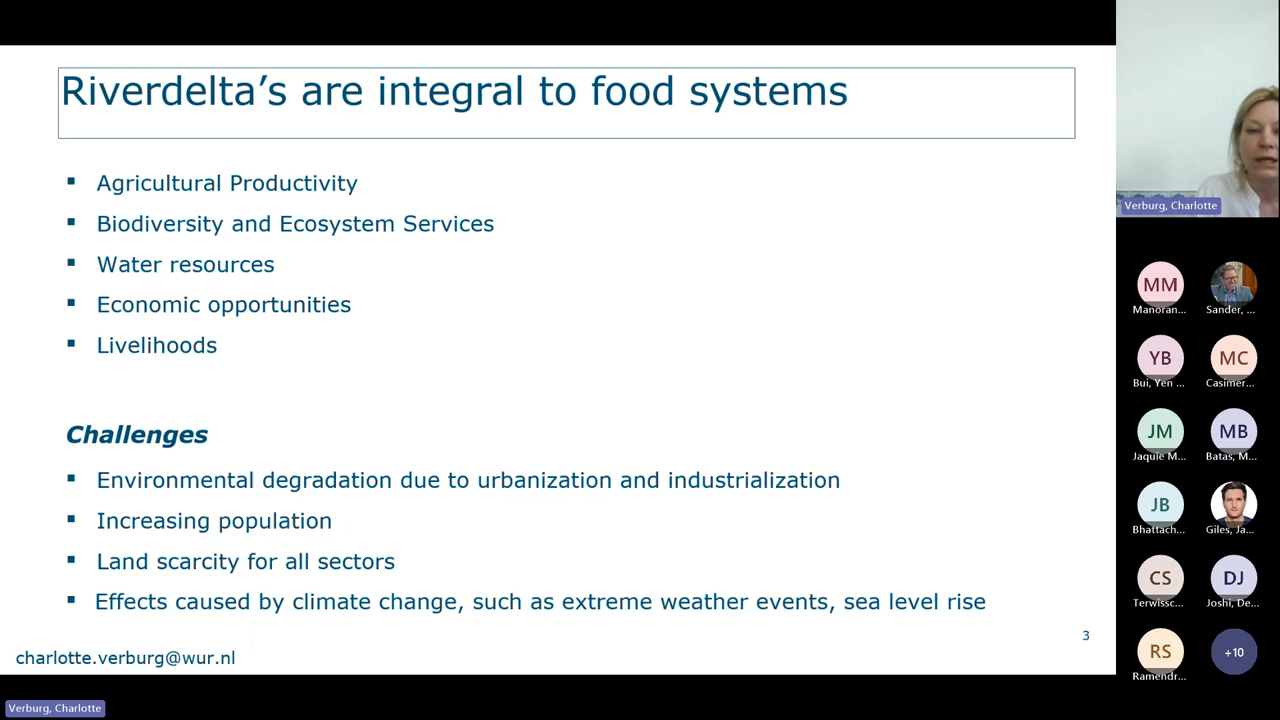 Riverdelta’s are integral to food systems
▪ Agricultural Productivity
▪ Biodiversity and Ecosystem Services
▪ Water resources
▪ Economic opportunities
▪ Livelihoods
Challenges
▪ Environmental degradation due to urbanization and industrialization
▪ Increasing population
▪ Land scarcity for all sectors
▪ Effects caused by climate change, such as extreme weather events, sea level rise
3
charlotte.verburg@wur.nl
Verburg, Charlotte
Verburg, Charlotte
MM
Manoran...
Sander, ...
YB
Bui, Yen ...
MC
Casimer...
JM
Jaquie M...
MB
Batas, M...
JB
Bhattach...
Giles, Ja...
CS
Terwissc...
DJ
Joshi, De...
RS
Ramendr...
+10